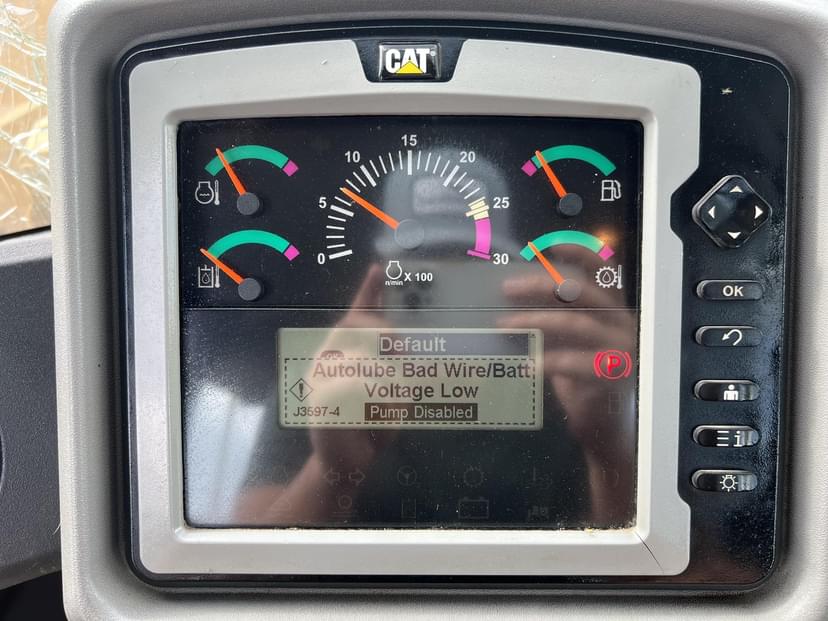 CAT
15
10
20
5
25
0
30
n/min X 100
OK
Default
Autolube Bad Wire/Batt
Voltage Low
J3597-4
Pump Disabled
P
i